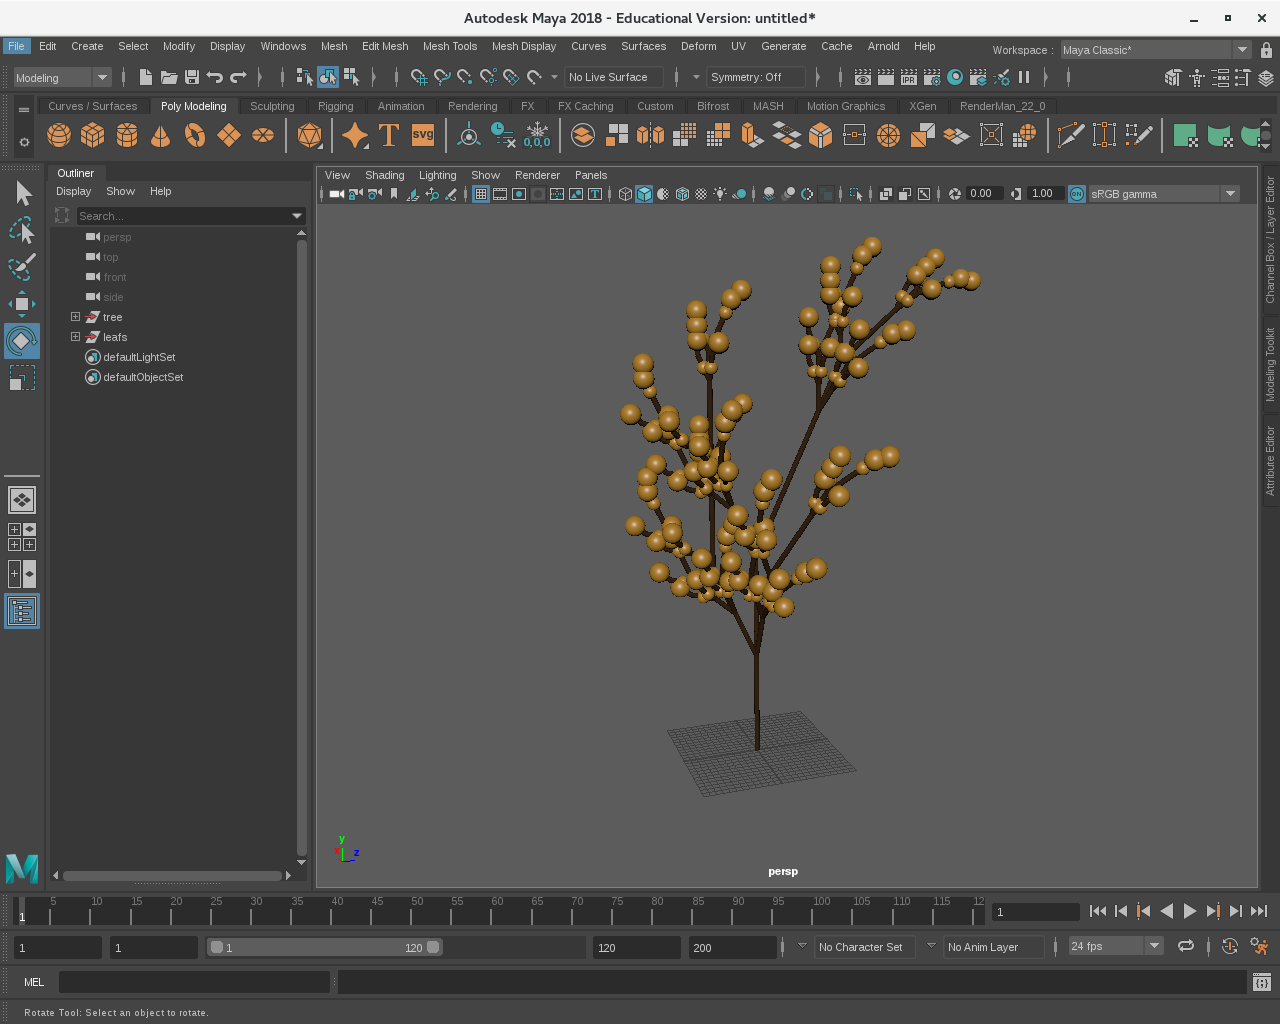 Autodesk Maya 2018 - Educational Version: untitled*
File Edit Create Select Modify Display Windows Mesh Edit Mesh Mesh Tools Mesh Display Curves Surfaces Deform UV Generate Cache Arnold Help Workspace : Maya Classic*
Modeling No Live Surface Symmetry: Off
Curves / Surfaces Poly Modeling Sculpting Rigging Animation Rendering FX FX Caching Custom Bifrost MASH Motion Graphics XGen RenderMan_22_0
T svg 0,0,0
Outliner
Display Show Help
Search...
persp
top
front
side
tree
leafs
defaultLightSet
defaultObjectSet
View Shading Lighting Show Renderer Panels
0.00 1.00 ON sRGB gamma
Channel Box / Layer Editor
Modeling Toolkit
Attribute Editor
y
x z
persp
5 10 15 20 25 30 35 40 45 50 55 60 65 70 75 80 85 90 95 100 105 110 115 12
1 1
1 1 1 120 120 200 No Character Set No Anim Layer 24 fps
MEL
Rotate Tool: Select an object to rotate.